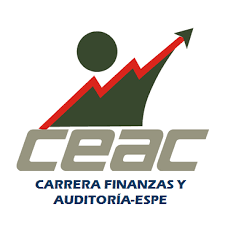 ceac
CARRERA FINANZAS Y
AUDITORÍA-ESPE